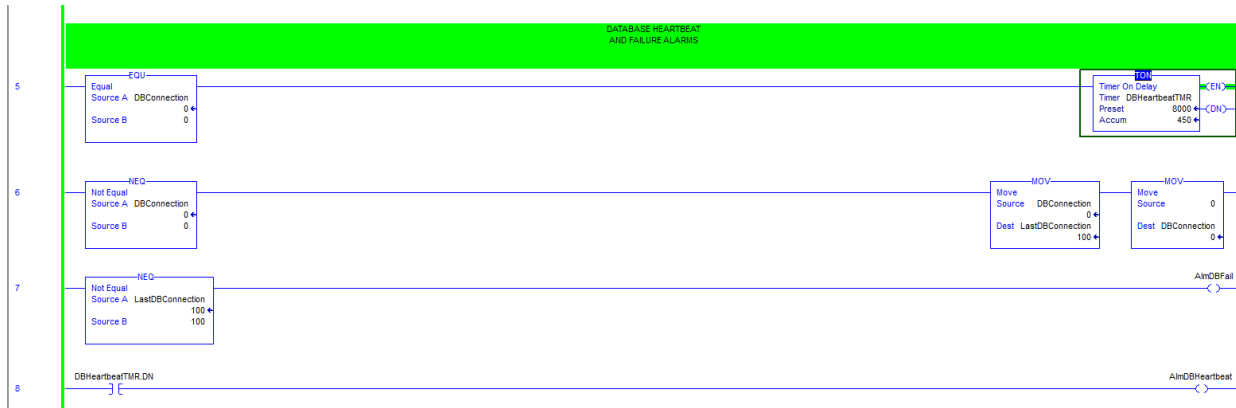 DATABASE HEARTBEAT
AND FAILURE ALARMS
5
EQU
Equal
Source A DBConnection
0
Source B 0
TON
Timer On Delay
Timer DBHeartbeatTMR
Preset 8000
Accum 450
EN
DN
6
NEQ
Not Equal
Source A DBConnection
0
Source B 0
MOV
Move
Source DBConnection
0
Dest LastDBConnection
100
MOV
Move
Source 0
Dest DBConnection
0
7
NEQ
Not Equal
Source A LastDBConnection
100
Source B 100
AlmDBFail
8
DBHeartbeatTMR.DN
AlmDBHeartbeat